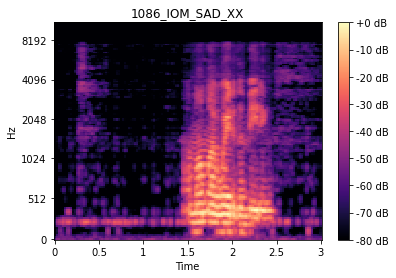 1086_IOM_SAD_XX
+0 dB
8192
-10 dB
4096
-20 dB
-30 dB
2048
Hz
-40 dB
1024
-50 dB
512
-60 dB
-70 dB
0
-80 dB
0 0.5 1 1.5 2 2.5 3
Time